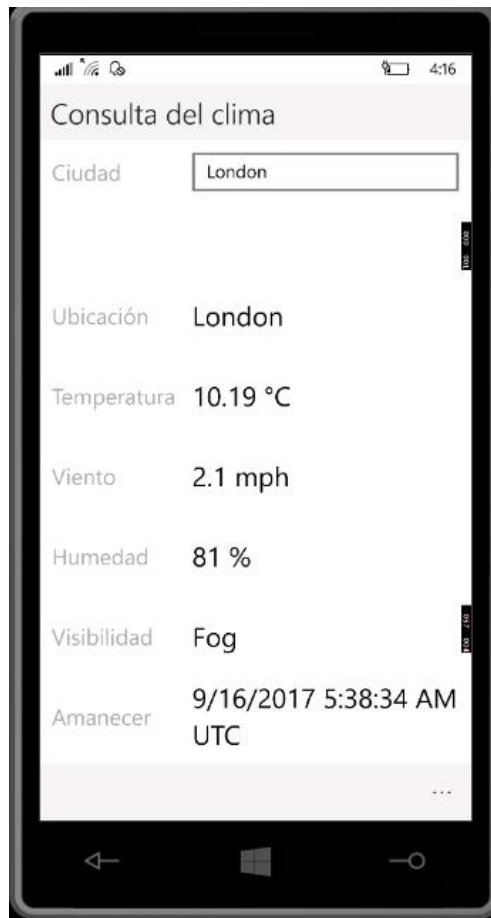 4:16
Consulta del clima
Ciudad London
Ubicación London
Temperatura 10.19 °C
Viento 2.1 mph
Humedad 81 %
Visibilidad Fog
Amanecer 9/16/2017 5:38:34 AM
UTC
...